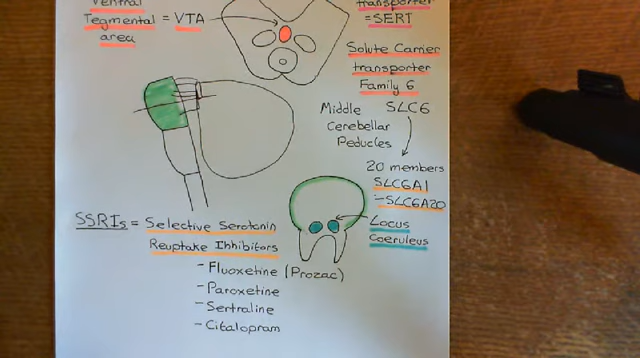 Ventral
Tegmental = VTA
area
transporter
=SERT
Solute Carrier
transporter
Family 6
SLC6
Middle
Cerebellar
Peducles
20 members
SLC6A1
-SLC6A20
Locus
Coeruleus
SSRIs = Selective Serotonin
Reuptake Inhibitors
- Fluoxetine (Prozac)
- Paroxetine
- Sertraline
- Citalopram